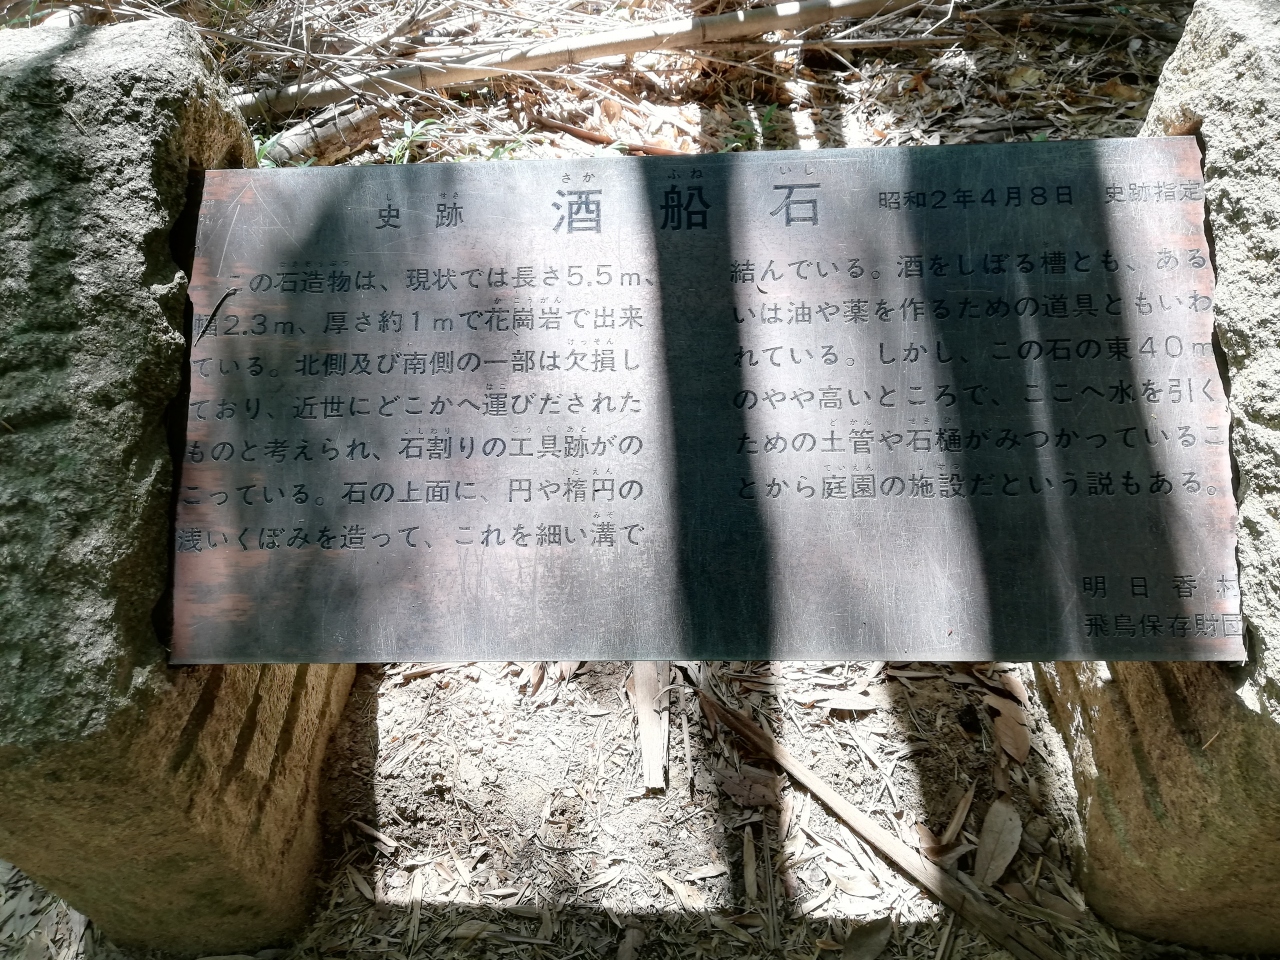 史跡 酒船石 昭和2年4月8日 史跡指定
この石造物は、現状では長さ5.5m、
幅2.3m、厚さ約1mで花崗岩で出来
ている。北側及び南側の一部は欠損し
ており、近世にどこかへ運びだされた
ものと考えられ、石割りの工具跡がの
こっている。石の上面に、円や楕円の
浅いくぼみを造って、これを細い溝で
結んでいる。酒をしぼる槽とも、ある
いは油や薬を作るための道具ともいわ
れている。しかし、この石の東40m
のやや高いところで、ここへ水を引く
ための土管や石樋がみつかっているこ
とから庭園の施設だという説もある。
明日香村
飛鳥保存財団